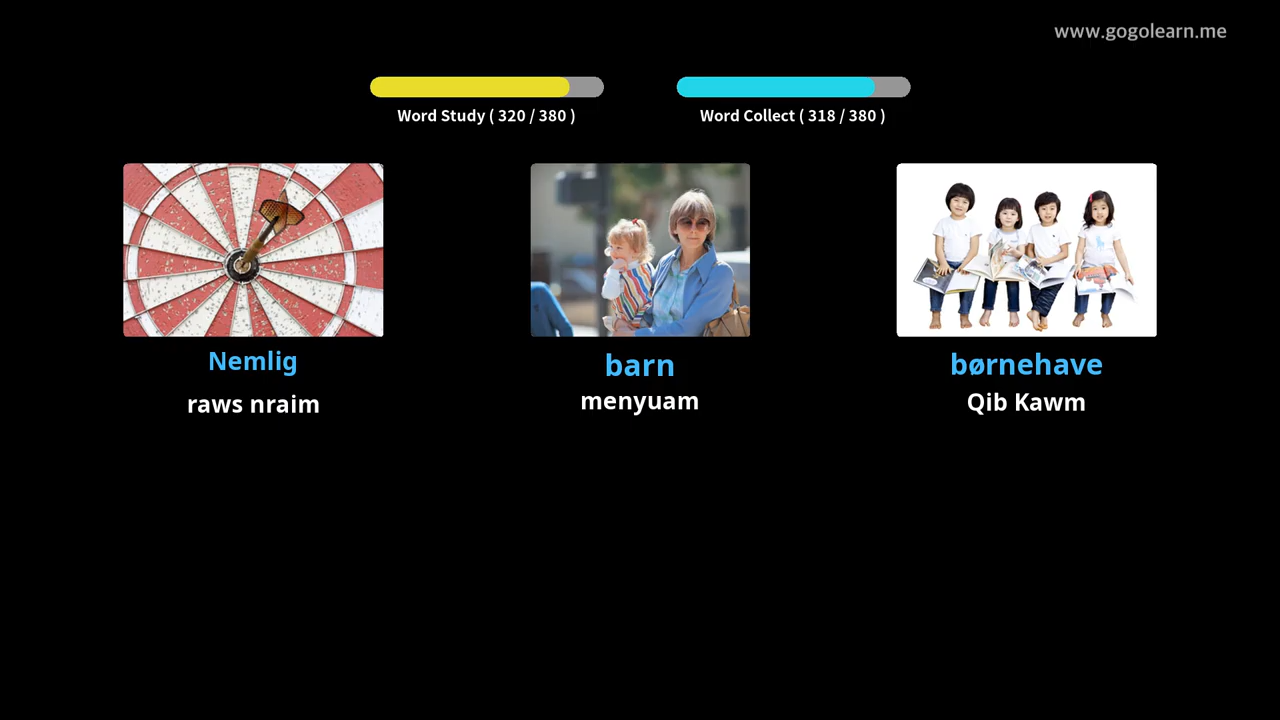 www.gogolearn.me
Word Study ( 320 / 380 )
Word Collect ( 318 / 380 )
Nemlig
raws nraim
barn
menyuam
børnehave
Qib Kawm